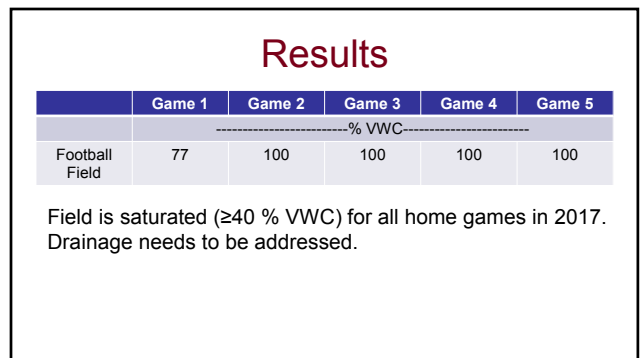 Results
Game 1 Game 2 Game 3 Game 4 Game 5
-------------------------% VWC------------------------
Football Field 77 100 100 100 100
Field is saturated (≥40 % VWC) for all home games in 2017.
Drainage needs to be addressed.